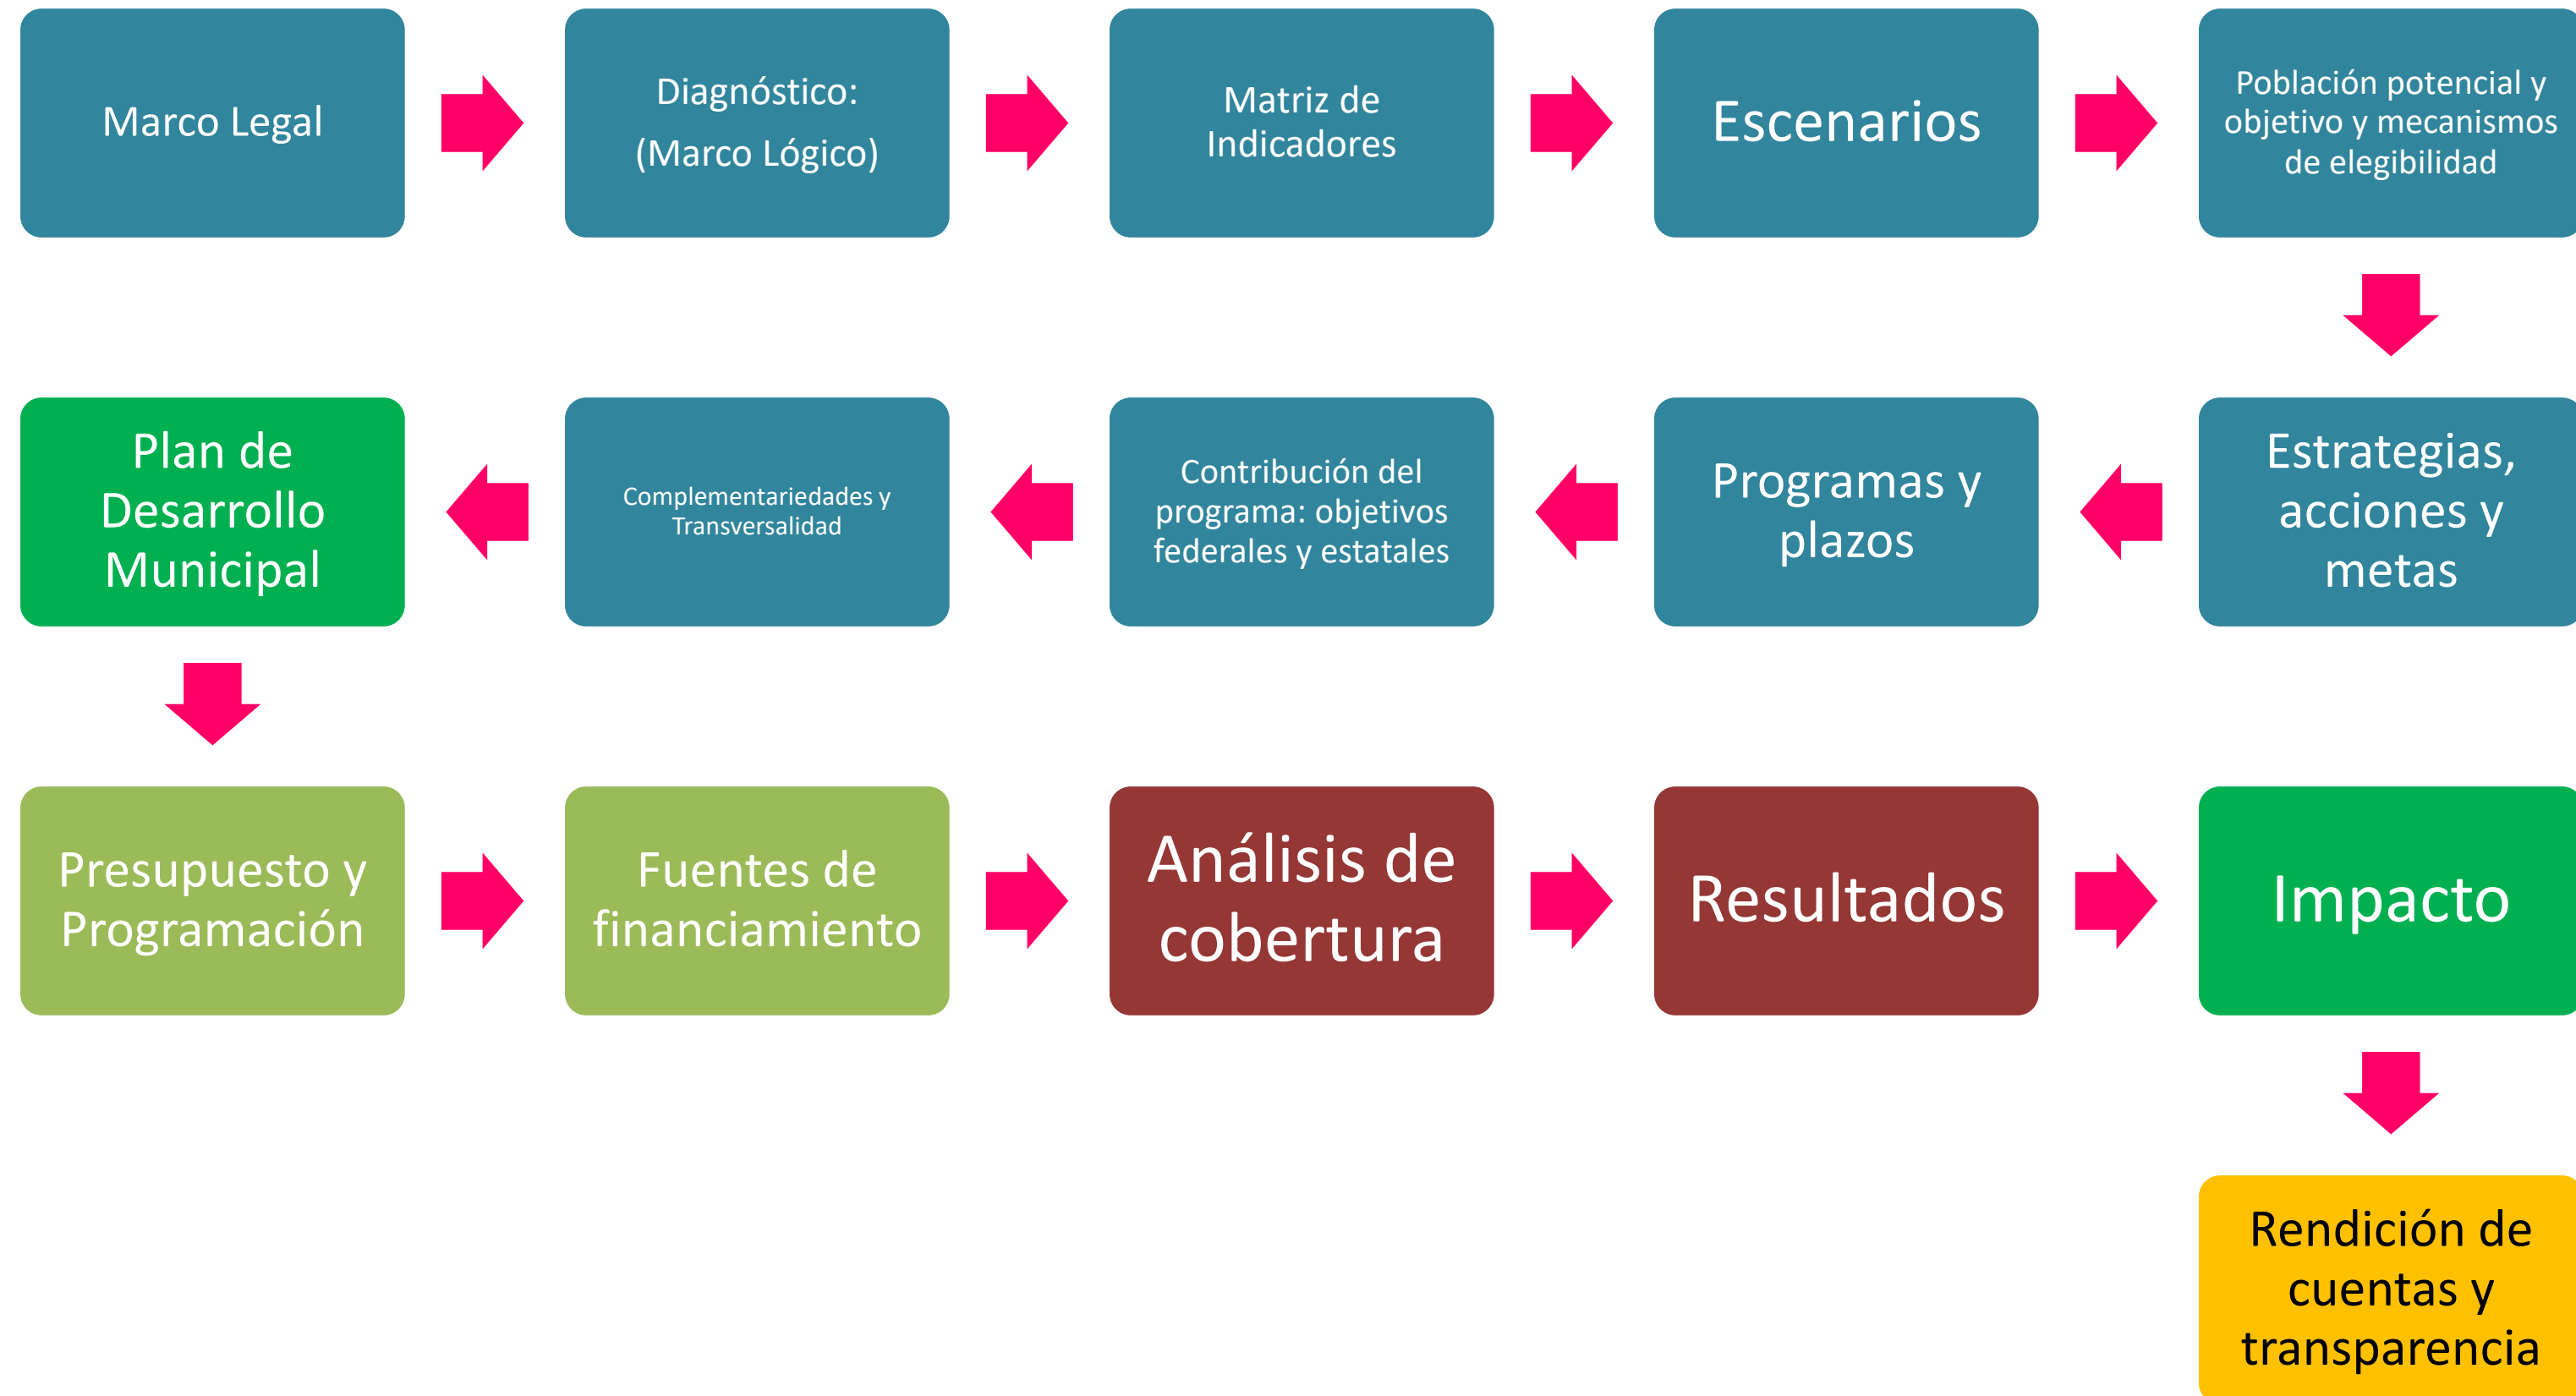 Marco Legal
Diagnóstico:
(Marco Lógico)
Matriz de
Indicadores
Escenarios
Población potencial y
objetivo y mecanismos
de elegibilidad
Estrategias,
acciones y
metas
Programas y
plazos
Contribución del
programa: objetivos
federales y estatales
Complementariedades y
Transversalidad
Plan de
Desarrollo
Municipal
Presupuesto y
Programación
Fuentes de
financiamiento
Análisis de
cobertura
Resultados
Impacto
Rendición de
cuentas y
transparencia